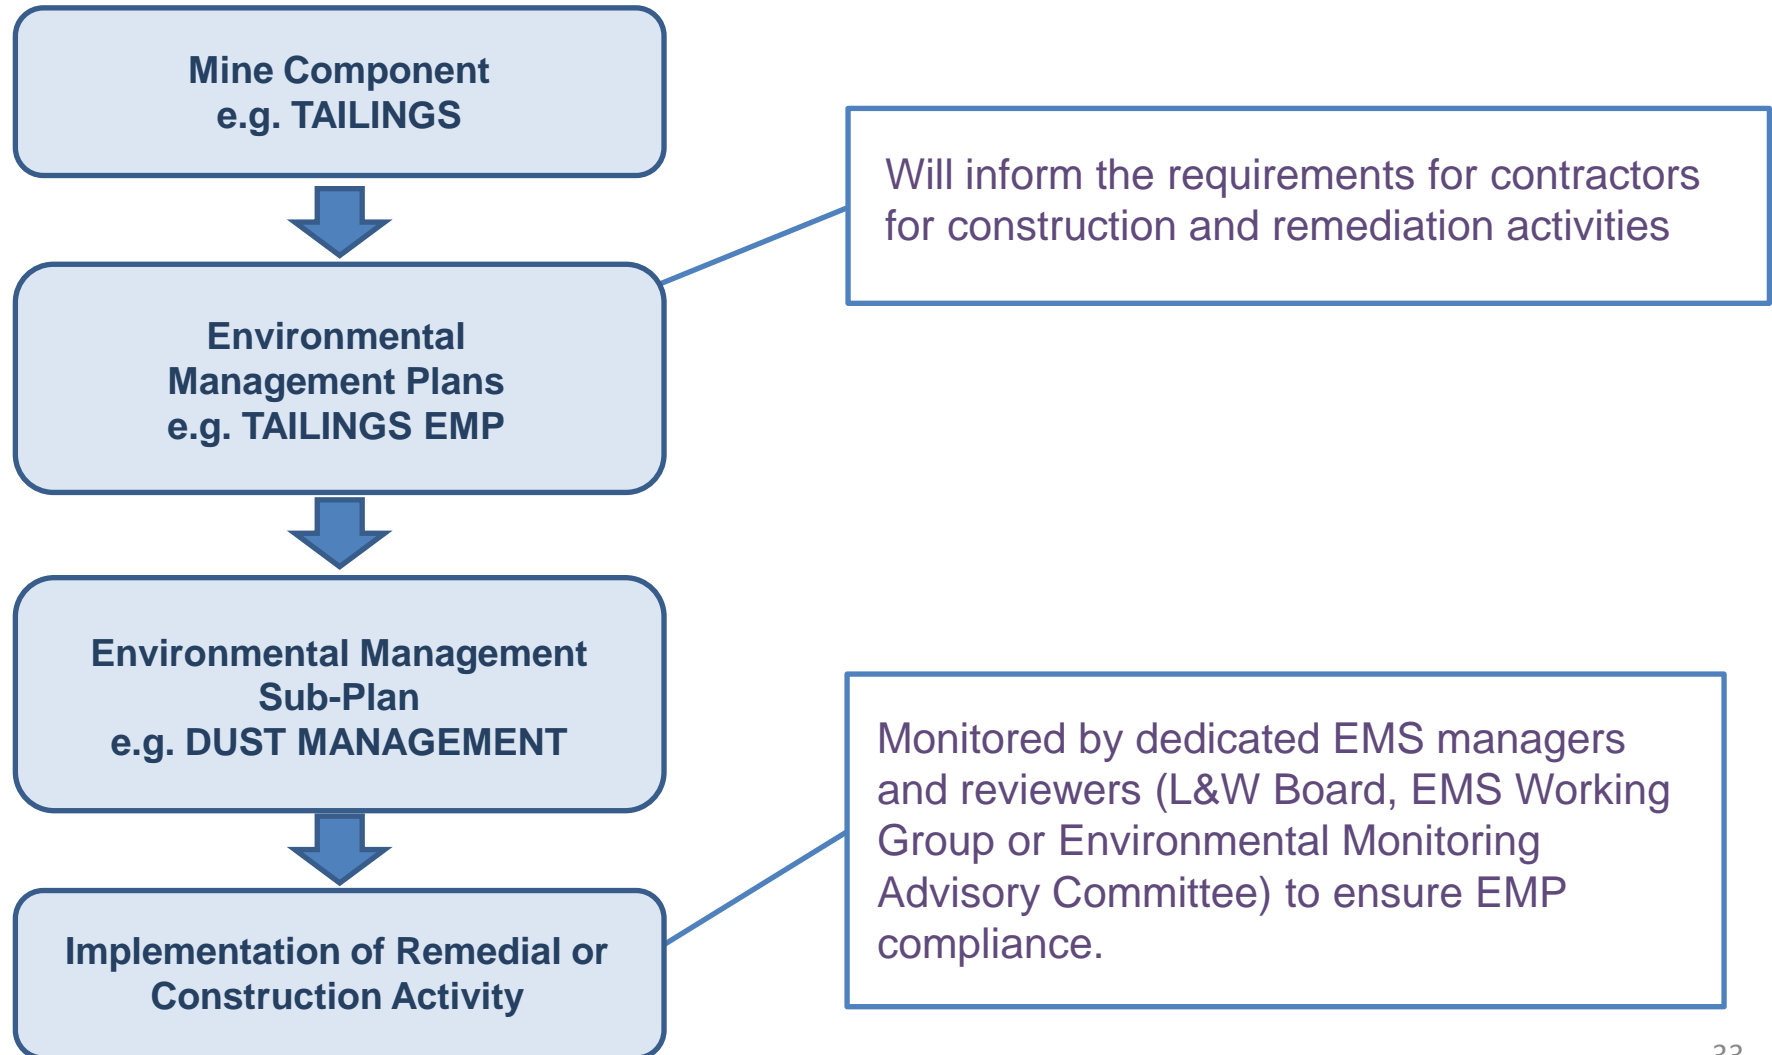 Mine Component
e.g. TAILINGS
Will inform the requirements for contractors
for construction and remediation activities
Environmental
Management Plans
e.g. TAILINGS EMP
Environmental Management
Sub-Plan
e.g. DUST MANAGEMENT
Monitored by dedicated EMS managers
and reviewers (L&W Board, EMS Working
Group or Environmental Monitoring
Advisory Committee) to ensure EMP
compliance.
Implementation of Remedial or
Construction Activity